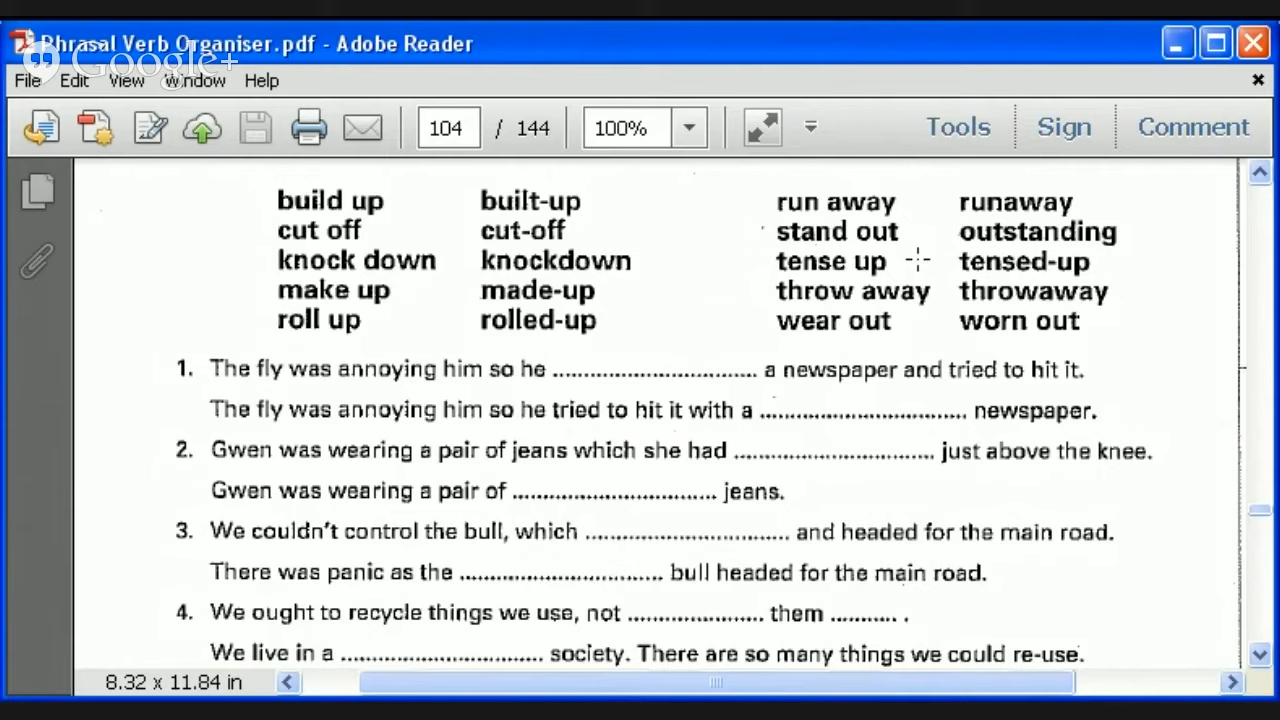 Phrasal Verb Organiser.pdf - Adobe Reader
Google+
File Edit View Window Help
104 / 144 100% Tools Sign Comment
build up built-up run away runaway
cut off cut-off stand out outstanding
knock down knockdown tense up tensed-up
make up made-up throw away throwaway
roll up rolled-up wear out worn out
1. The fly was annoying him so he ................................ a newspaper and tried to hit it.
The fly was annoying him so he tried to hit it with a ................................ newspaper.
2. Gwen was wearing a pair of jeans which she had ............................... just above the knee.
Gwen was wearing a pair of ................................ jeans.
3. We couldn't control the bull, which ................................ and headed for the main road.
There was panic as the ................................ bull headed for the main road.
4. We ought to recycle things we use, not ..................... them ........... .
We live in a ............................... society. There are so many things we could re-use.
8.32 x 11.84 in